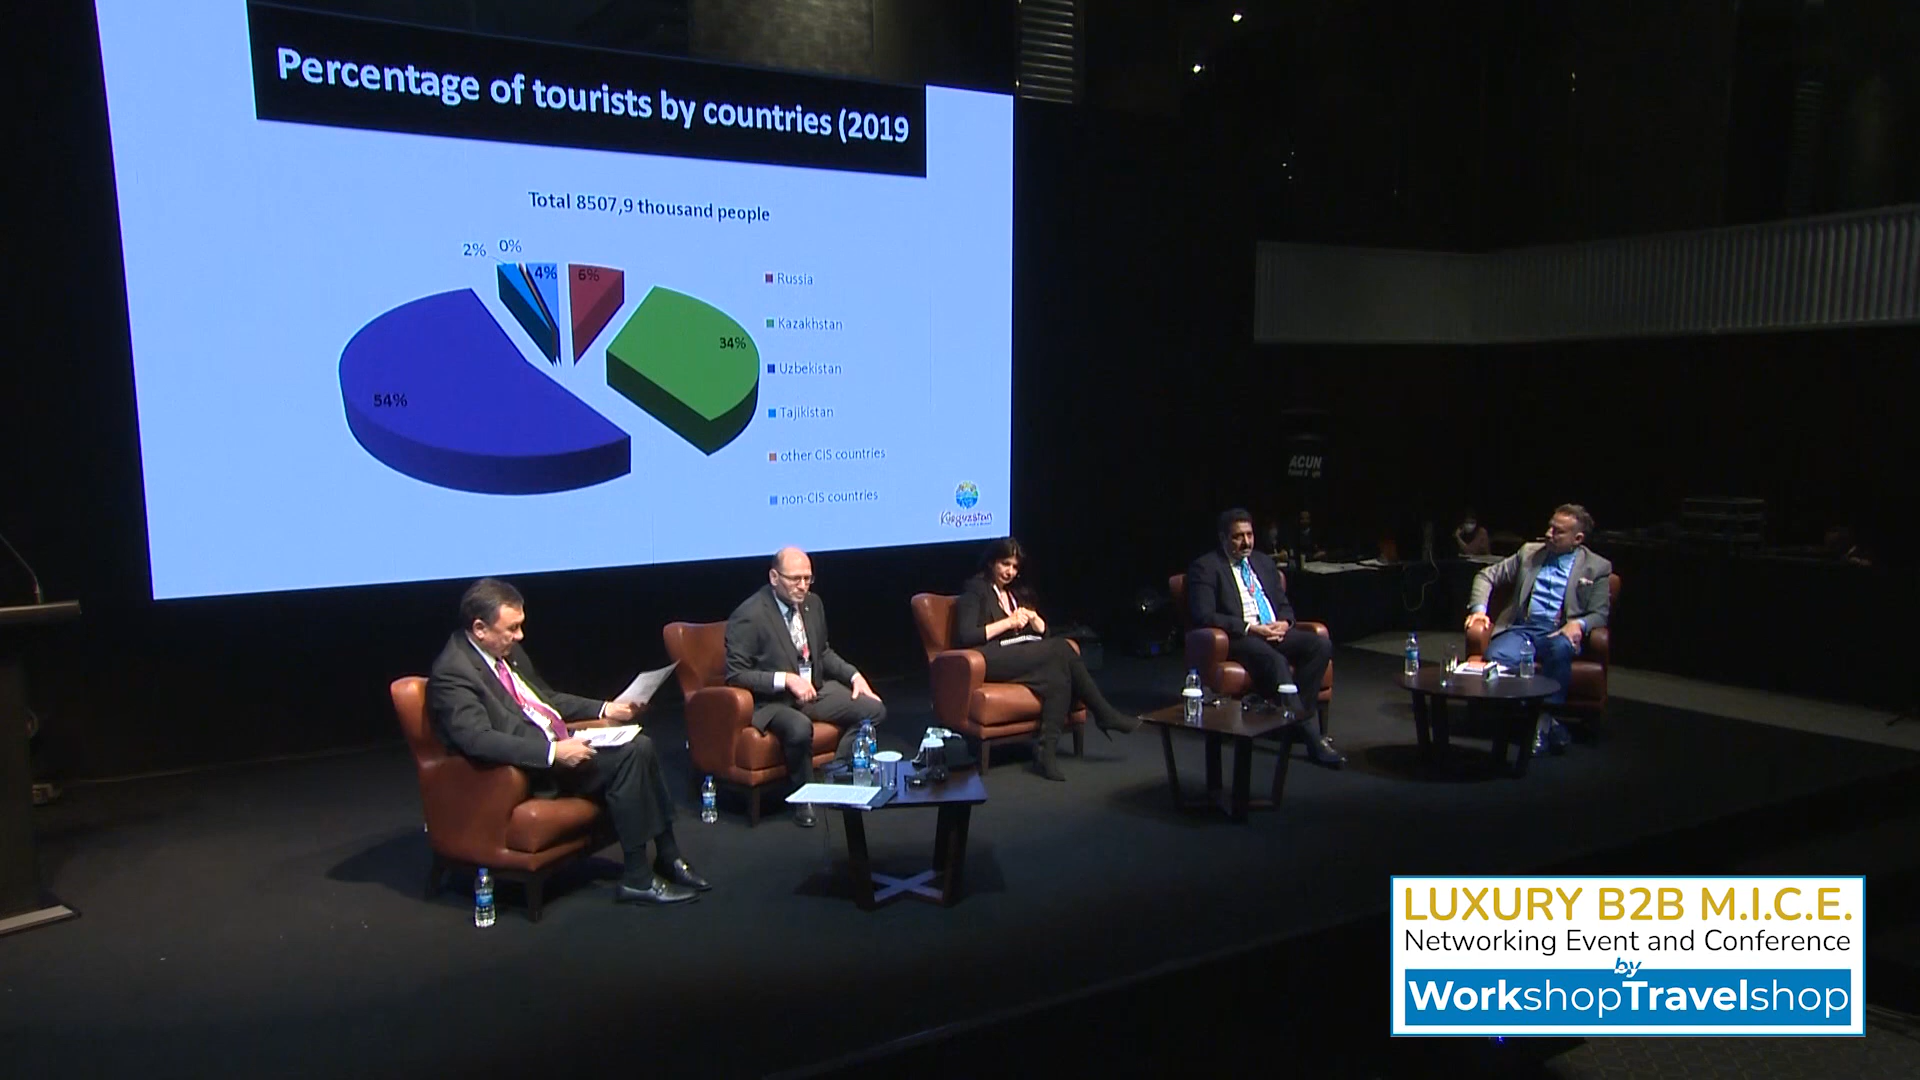 Percentage of tourists by countries (2019
Total 8507,9 thousand people
2%
0%
4%
6%
34%
54%
Russia
Kazakhstan
Uzbekistan
Tajikistan
other CIS countries
non-CIS countries
Kyrgyzstan
ACUN
LUXURY B2B M.I.C.E.
Networking Event and Conference
by
WorkshopTravelshop